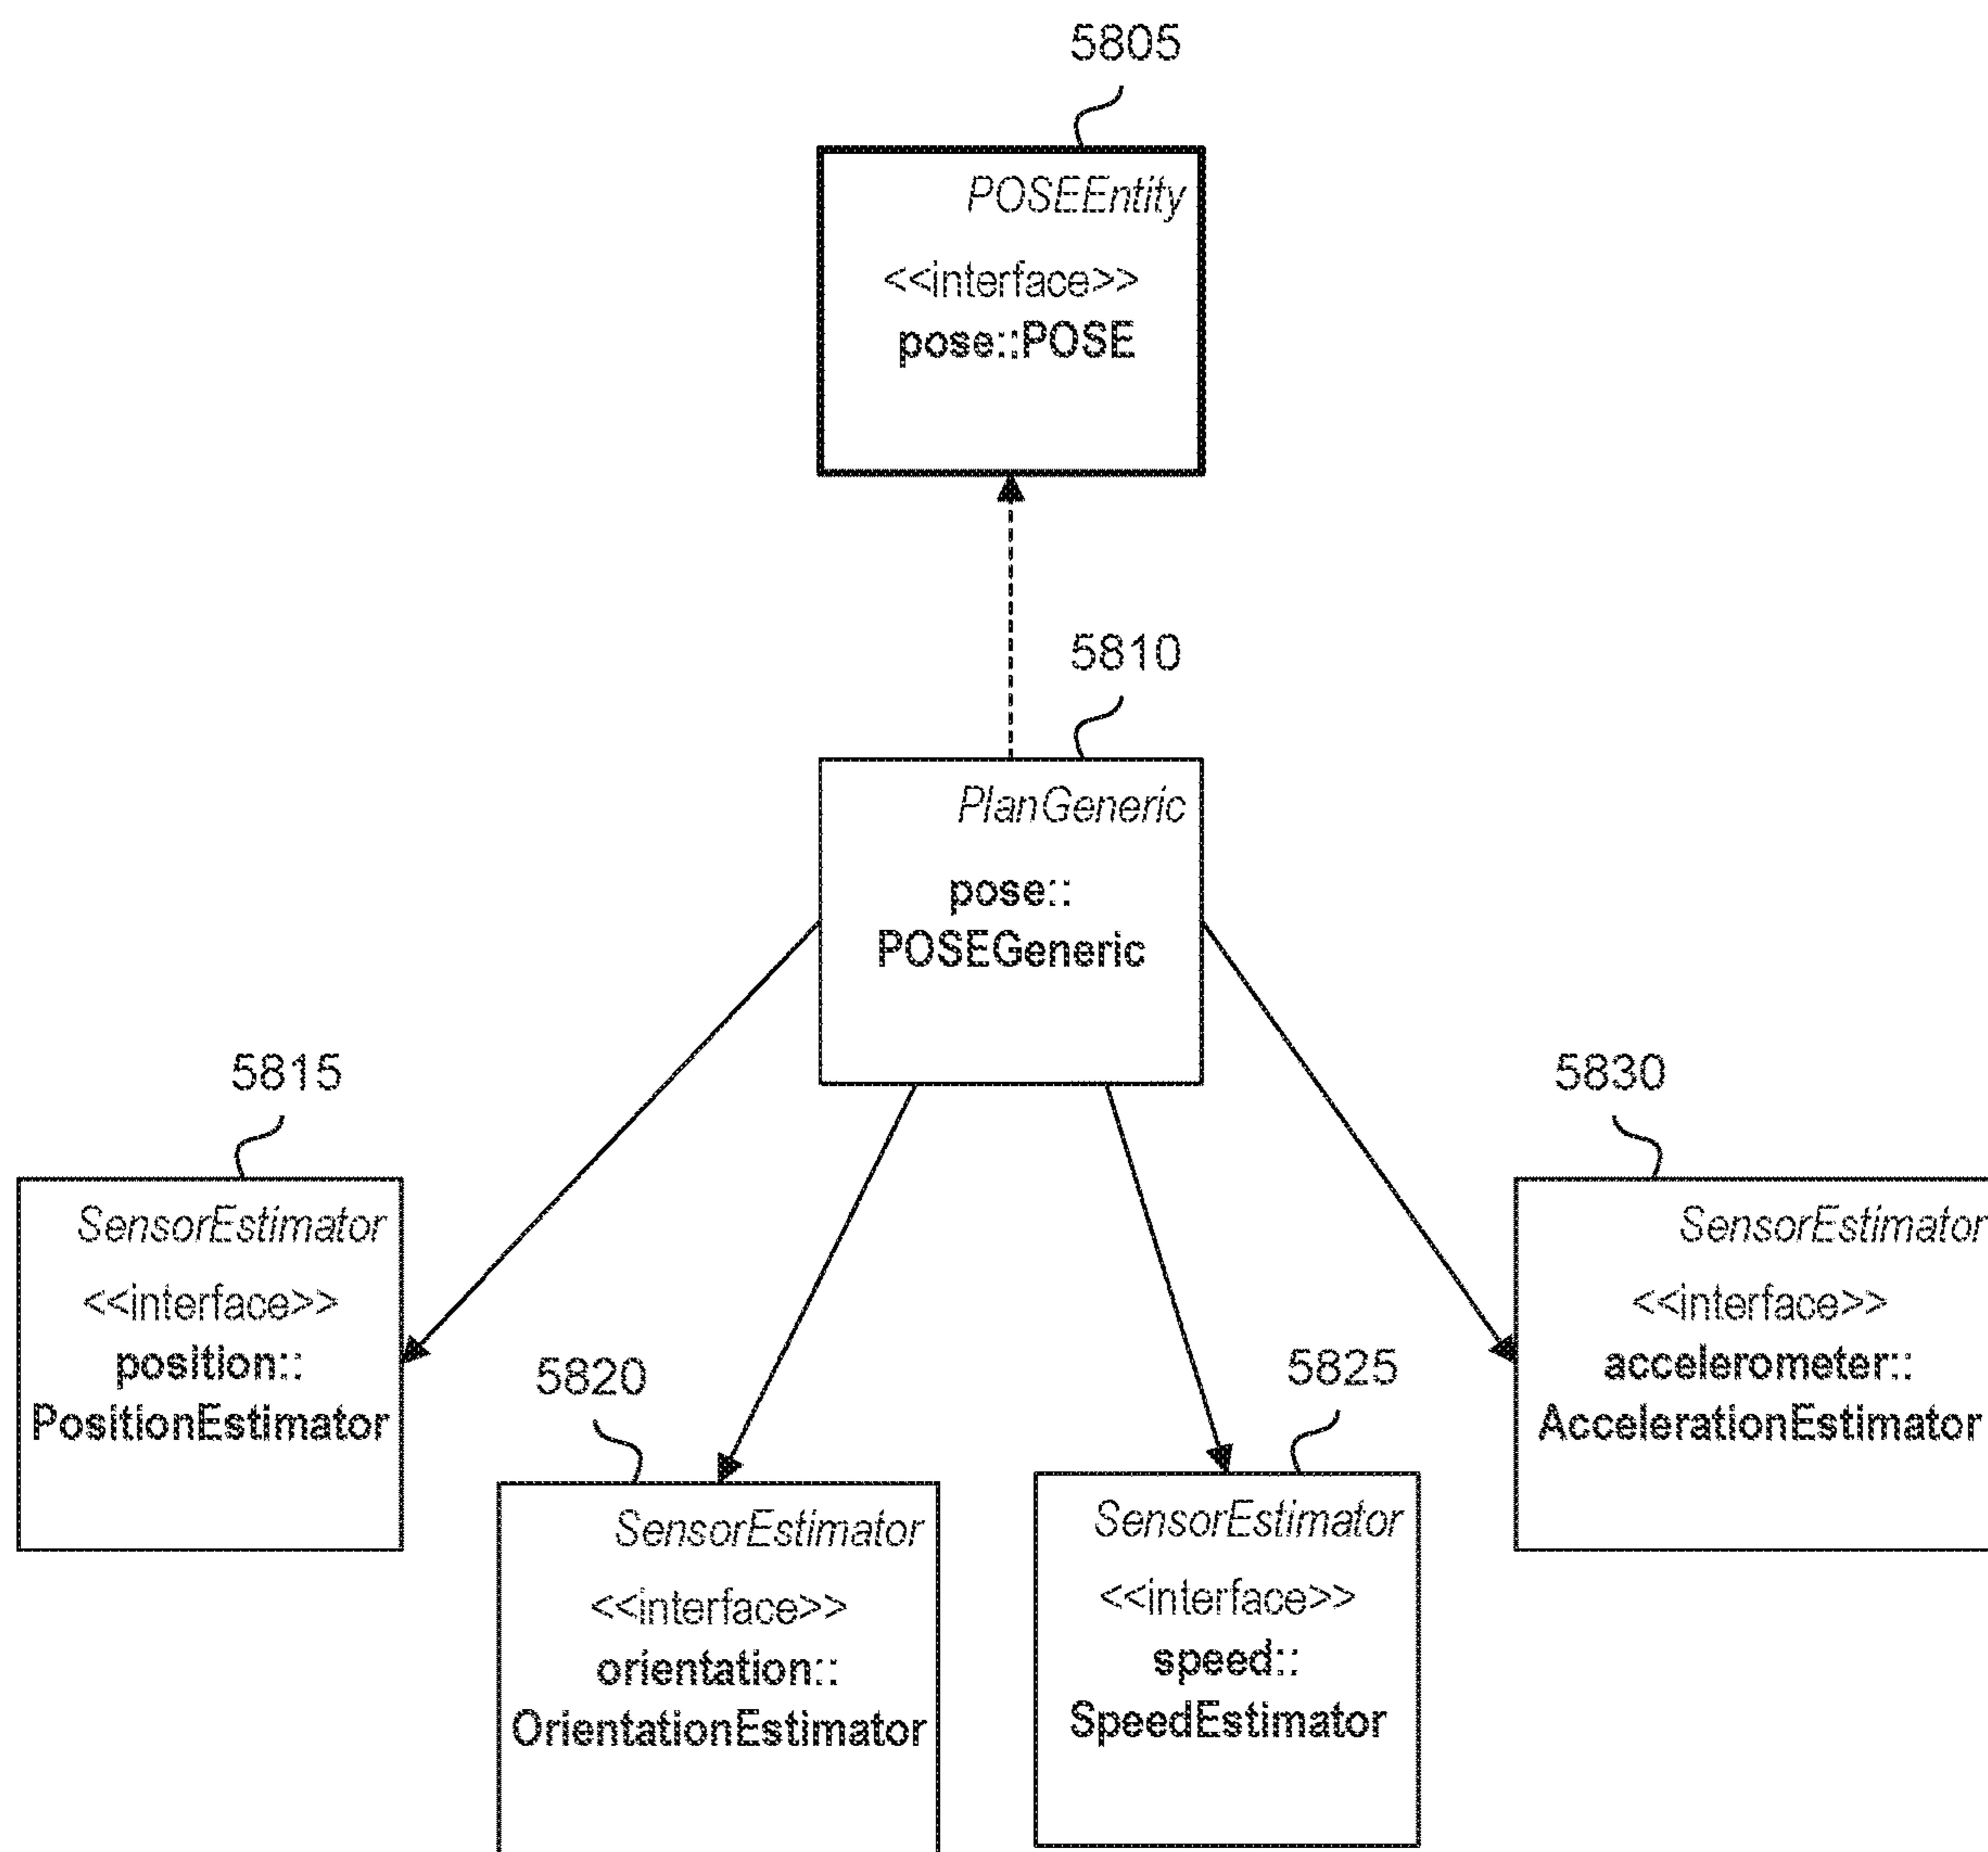 5805
POSEEntity
<<interface>>
pose::POSE
5810
PlanGeneric
pose::
POSEGeneric
5815
SensorEstimator
<<interface>>
position::
PositionEstimator
5820
SensorEstimator
<<interface>>
orientation::
OrientationEstimator
5825
SensorEstimator
<<interface>>
speed::
SpeedEstimator
5830
SensorEstimator
<<interface>>
accelerometer::
AccelerationEstimator